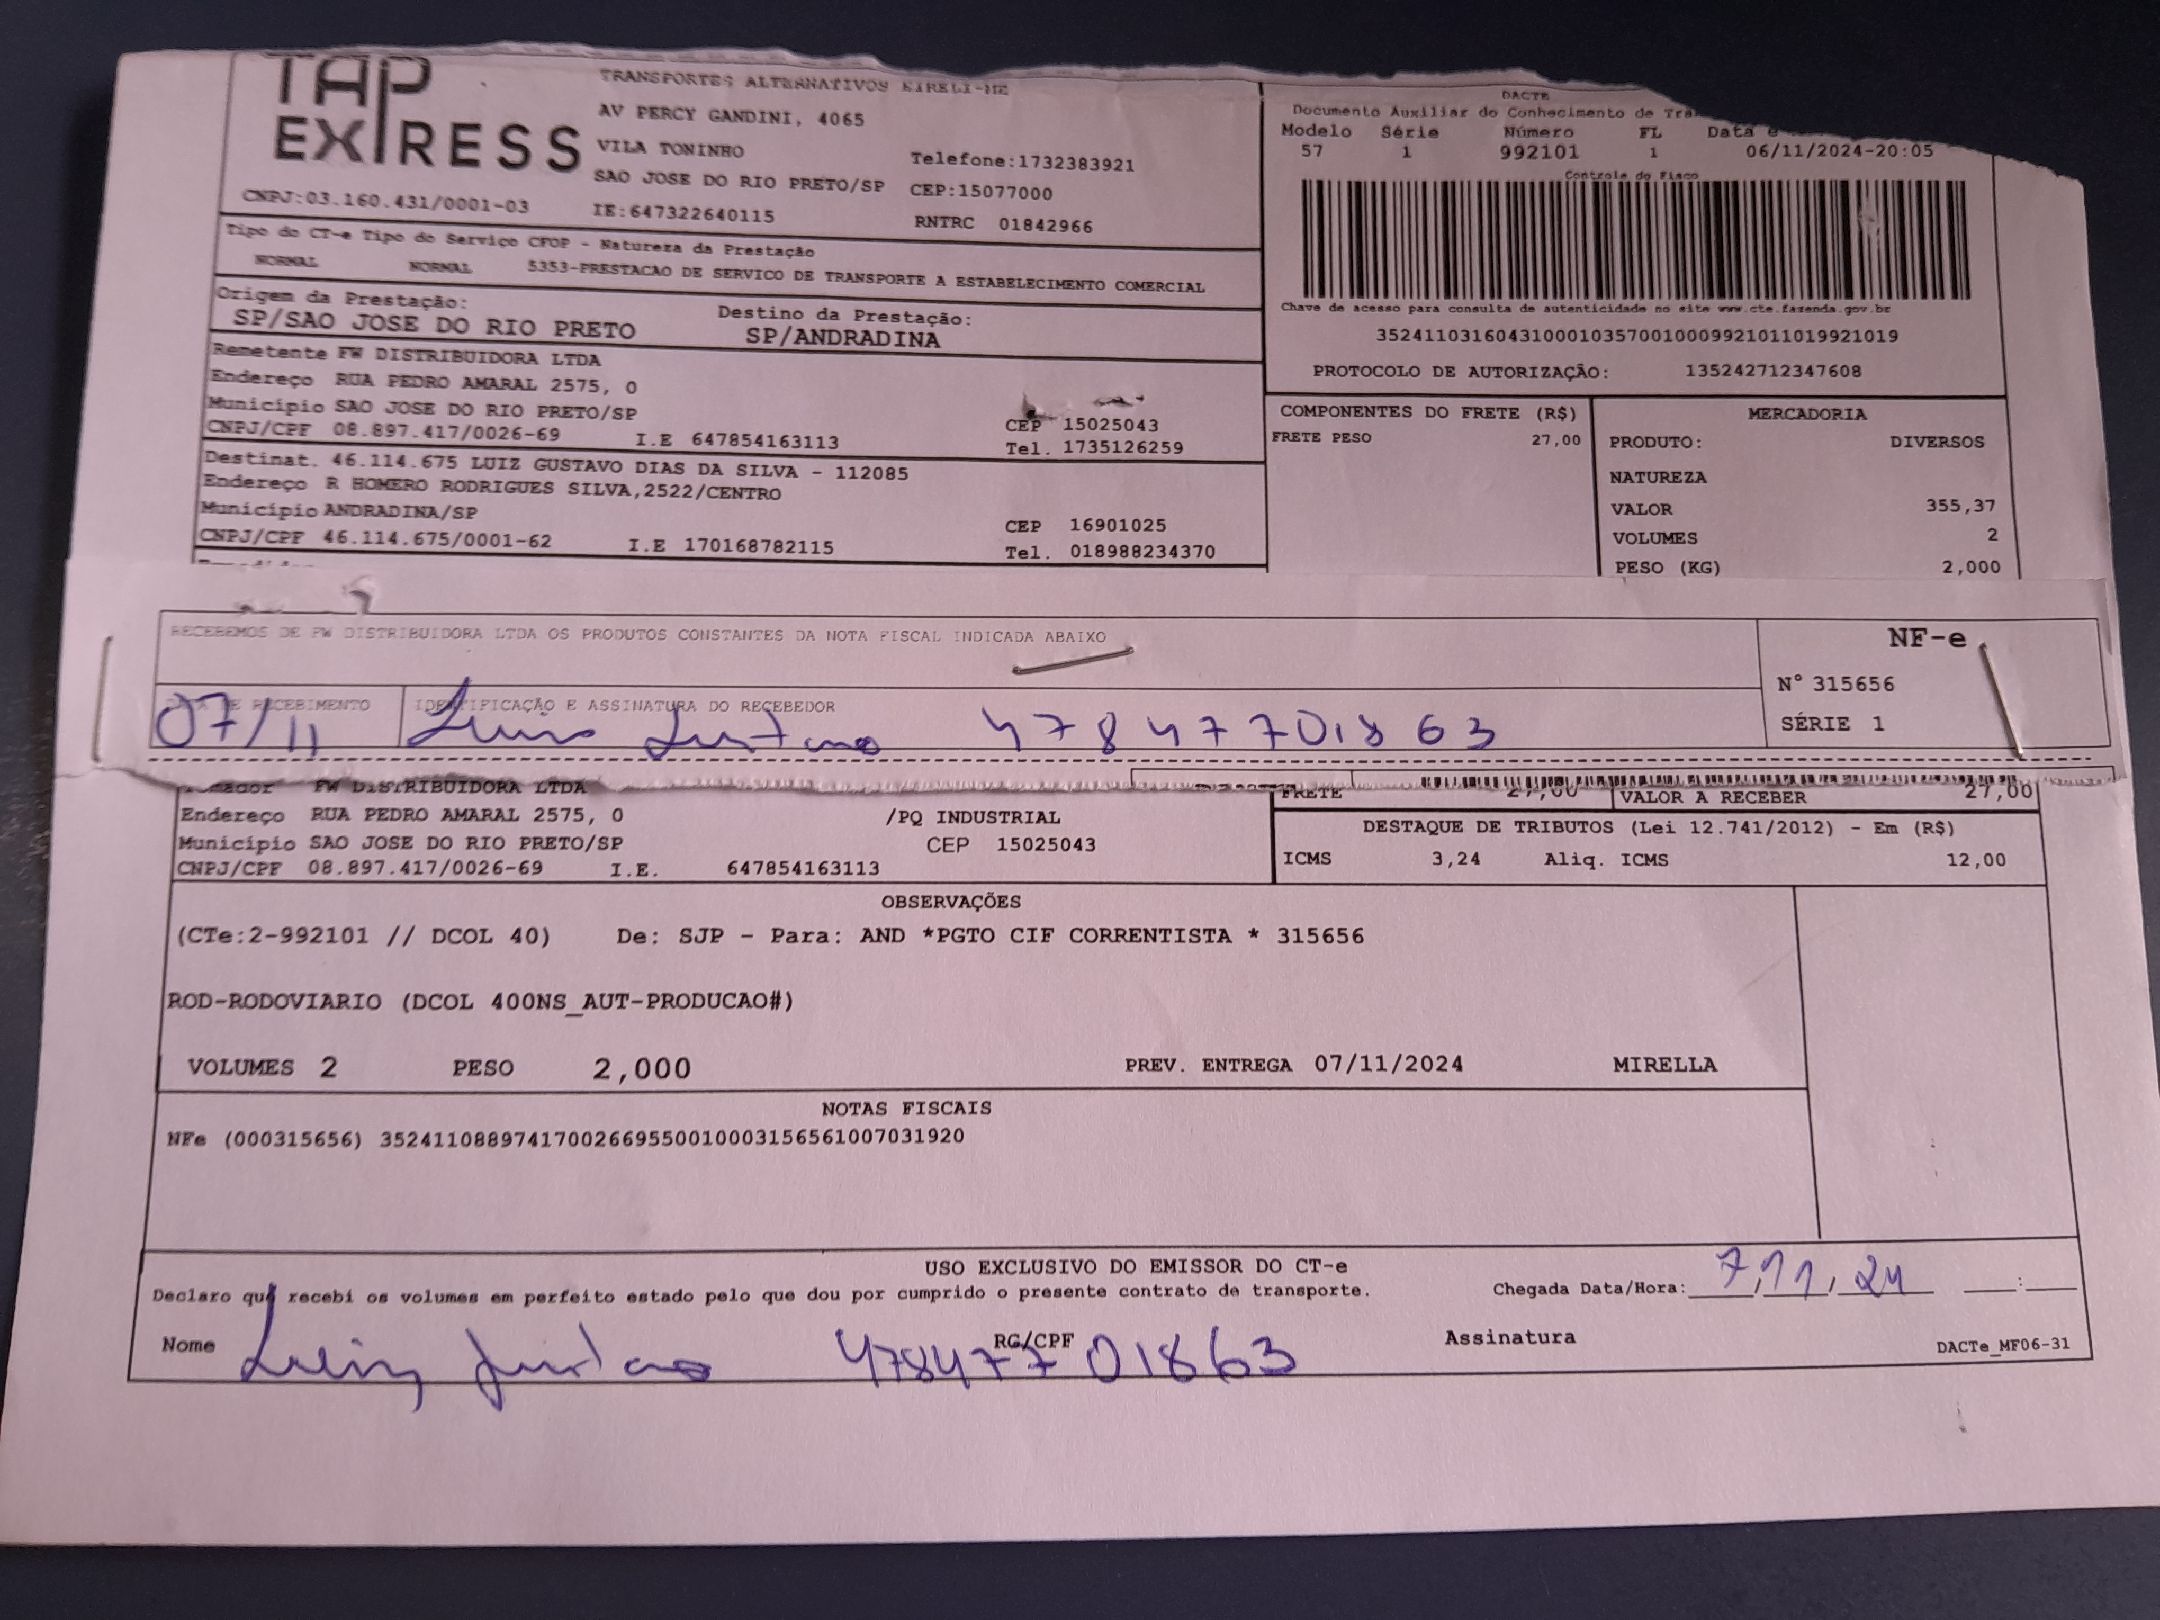 TAP EXPRESS
TRANSPORTES ALTERNATIVOS EIRELI-ME
AV PERCY GANDINI, 4065
VILA TONINHO Telefone:1732383921
SAO JOSE DO RIO PRETO/SP CEP:15077000
CNPJ:03.160.431/0001-03 IE:647322640115 RNTRC 01842966
DACTE
Documento Auxiliar do Conhecimento de Tra
Modelo Série Número FL Data e
57 1 992101 1 06/11/2024-20:05
Controle do Fisco
Chave de acesso para consulta de autenticidade no site www.cte.fazenda.gov.br
35241103160431000103570010009921011019921019
PROTOCOLO DE AUTORIZAÇÃO: 135242712347608
Tipo do CT-e Tipo do Serviço CFOP - Natureza da Prestação
NORMAL NORMAL 5353-PRESTACAO DE SERVICO DE TRANSPORTE A ESTABELECIMENTO COMERCIAL
Origem da Prestação: Destino da Prestação:
SP/SAO JOSE DO RIO PRETO SP/ANDRADINA
Remetente FW DISTRIBUIDORA LTDA
Endereço RUA PEDRO AMARAL 2575, 0
Município SAO JOSE DO RIO PRETO/SP CEP 15025043
CNPJ/CPF 08.897.417/0026-69 I.E 647854163113 Tel. 1735126259
Destinat. 46.114.675 LUIZ GUSTAVO DIAS DA SILVA - 112085
Endereço R HOMERO RODRIGUES SILVA,2522/CENTRO
Município ANDRADINA/SP CEP 16901025
CNPJ/CPF 46.114.675/0001-62 I.E 170168782115 Tel. 018988234370
COMPONENTES DO FRETE (R$)
FRETE PESO 27,00
MERCADORIA
PRODUTO: DIVERSOS
NATUREZA
VALOR 355,37
VOLUMES 2
PESO (KG) 2,000
RECEBEMOS DE FW DISTRIBUIDORA LTDA OS PRODUTOS CONSTANTES DA NOTA FISCAL INDICADA ABAIXO
NF-e
N° 315656
SÉRIE 1
DE RECEBIMENTO IDENTIFICAÇÃO E ASSINATURA DO RECEBEDOR
07/11 Luis Gustavo 47847701863
Tomador FW DISTRIBUIDORA LTDA
Endereço RUA PEDRO AMARAL 2575, 0 /PQ INDUSTRIAL
Município SAO JOSE DO RIO PRETO/SP CEP 15025043
CNPJ/CPF 08.897.417/0026-69 I.E. 647854163113
FRETE 27,00 VALOR A RECEBER 27,00
DESTAQUE DE TRIBUTOS (Lei 12.741/2012) - Em (R$)
ICMS 3,24 Aliq. ICMS 12,00
OBSERVAÇÕES
(CTe:2-992101 // DCOL 40) De: SJP - Para: AND *PGTO CIF CORRENTISTA * 315656
ROD-RODOVIARIO (DCOL 400NS_AUT-PRODUCAO#)
VOLUMES 2 PESO 2,000 PREV. ENTREGA 07/11/2024 MIRELLA
NOTAS FISCAIS
NFe (000315656) 35241108897417002669550010003156561007031920
USO EXCLUSIVO DO EMISSOR DO CT-e
Declaro que recebi os volumes em perfeito estado pelo que dou por cumprido o presente contrato de transporte. Chegada Data/Hora: 7,11,24 :
Nome Luiz Gustavo RG/CPF 47847701863 Assinatura
DACTe_MF06-31